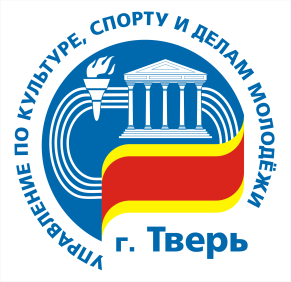 УПРАВЛЕНИЕ ПО КУЛЬТУРЕ, СПОРТУ И ДЕЛАМ МОЛОДЁЖИ
г. Тверь